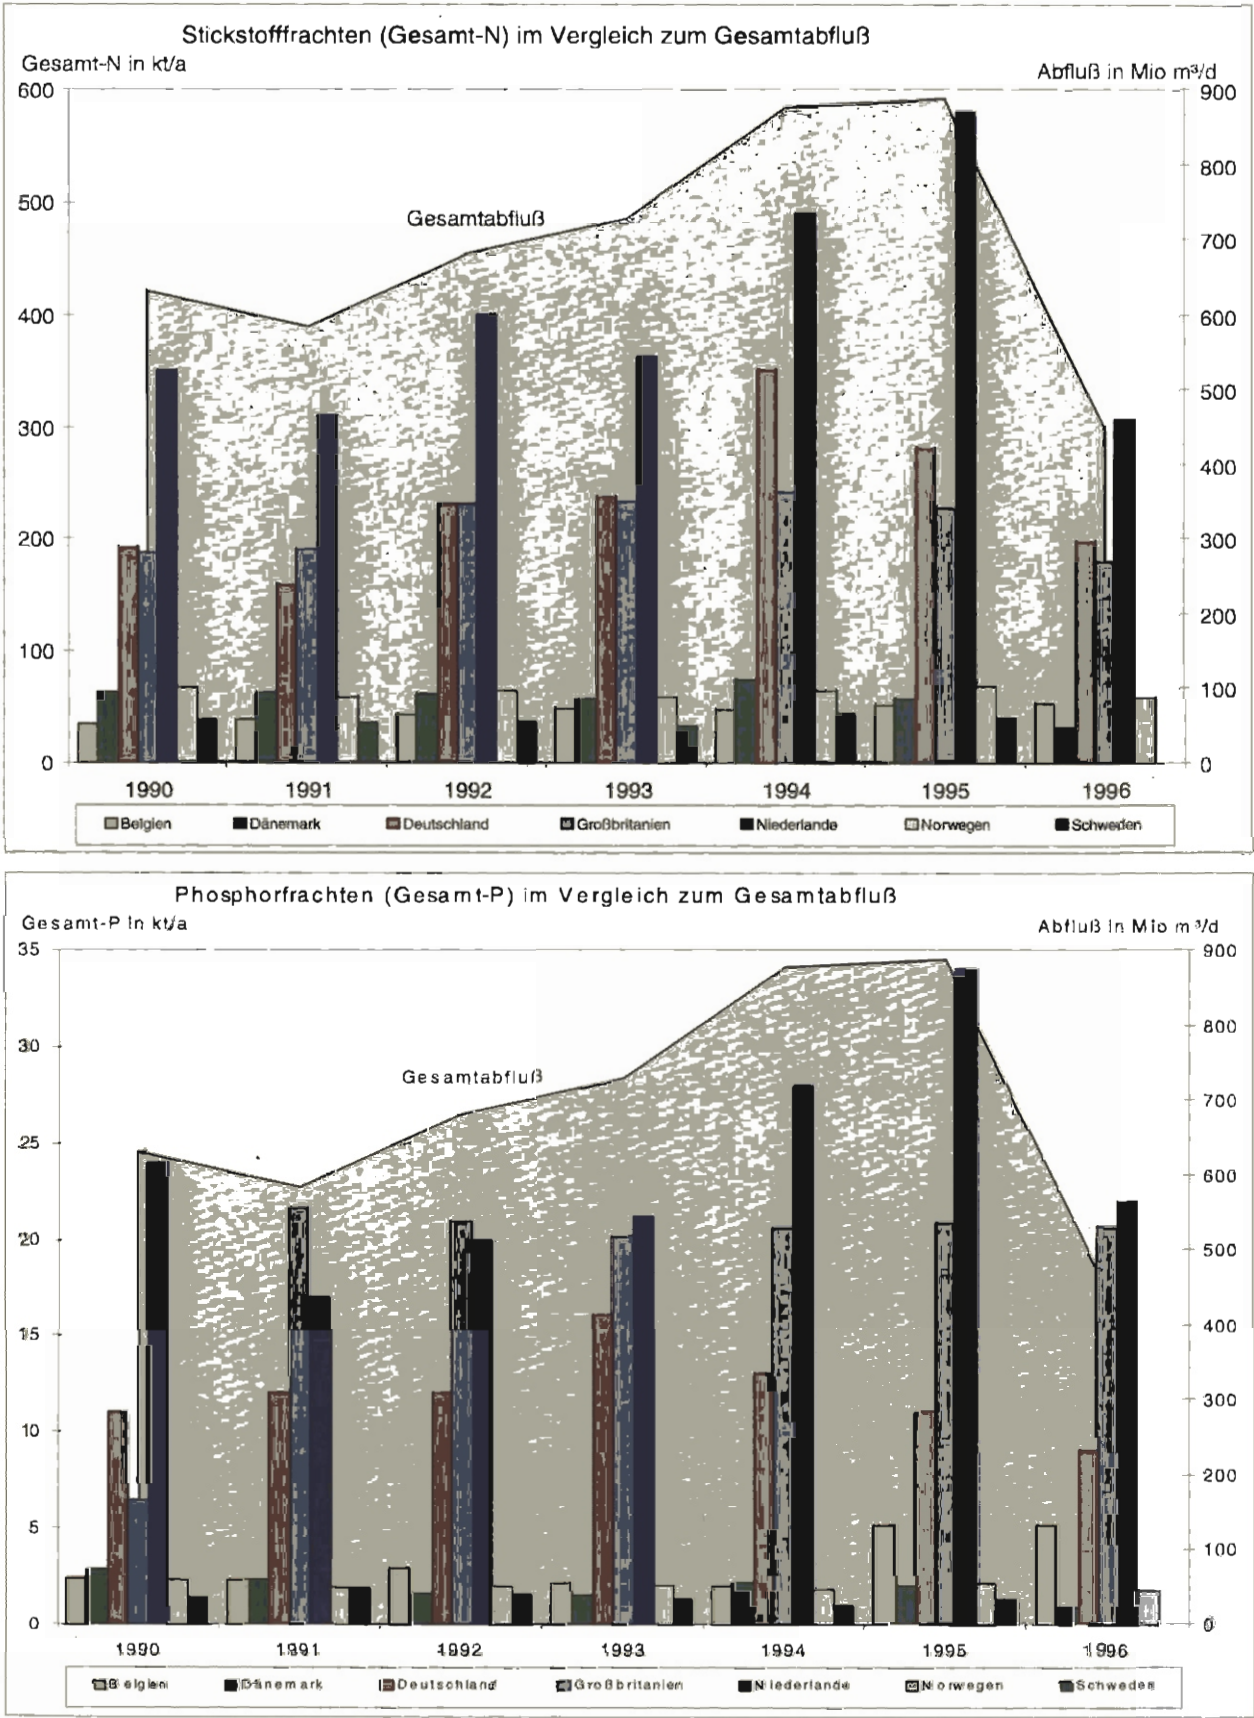 Stickstofffrachten (Gesamt-N) im Vergleich zum Gesamtabfluß
Gesamt-N in kt/a
Abfluß in Mio m³/d
600
500
400
300
200
100
0
900
800
700
600
500
400
300
200
100
0
Gesamtabfluß
1990 1991 1992 1993 1994 1995 1996
Belgien Dänemark Deutschland Großbritanien Niederlande Norwegen Schweden
Phosphorfrachten (Gesamt-P) im Vergleich zum Gesamtabfluß
Gesamt-P in kt/a
Abfluß in Mio m³/d
35
30
25
20
15
10
5
0
900
800
700
600
500
400
300
200
100
0
Gesamtabfluß
1990 1991 1992 1993 1994 1995 1996
Belgien Dänemark Deutschland Großbritanien Niederlande Norwegen Schweden